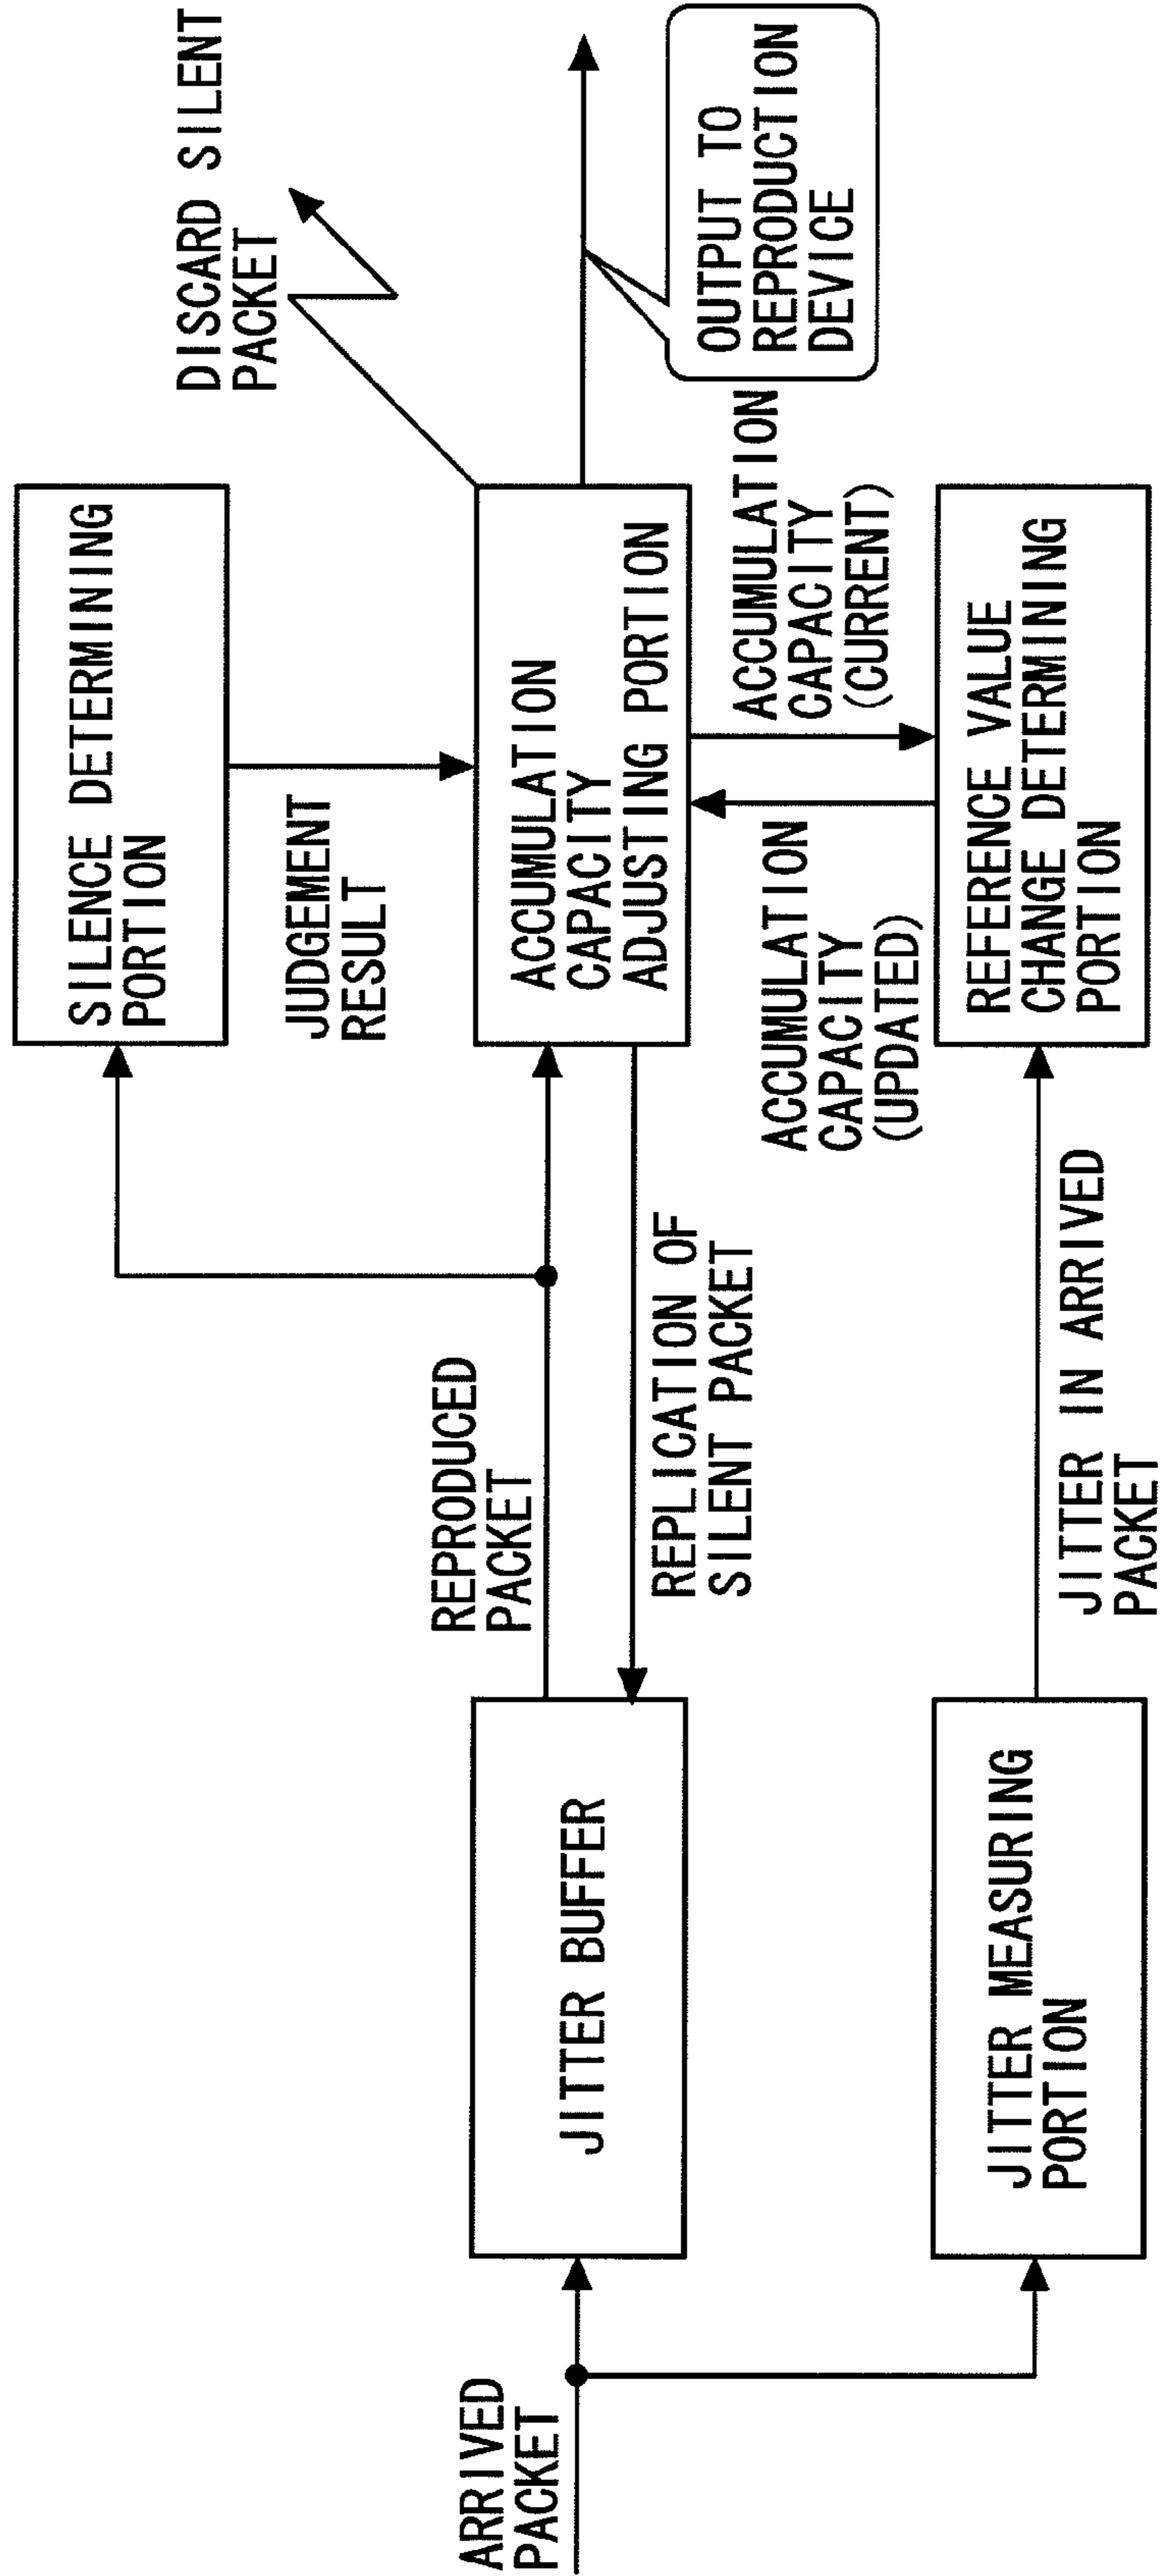 ARRIVED
PACKET
JITTER BUFFER
JITTER MEASURING
PORTION
REPRODUCED
PACKET
REPLICATION OF
SILENT PACKET
JITTER IN ARRIVED
PACKET
SILENCE DETERMINING
PORTION
JUDGEMENT
RESULT
ACCUMULATION
CAPACITY
ADJUSTING PORTION
ACCUMULATION
CAPACITY
(UPDATED)
ACCUMULATION
CAPACITY
(CURRENT)
REFERENCE VALUE
CHANGE DETERMINING
PORTION
DISCARD SILENT
PACKET
OUTPUT TO
REPRODUCTION
DEVICE